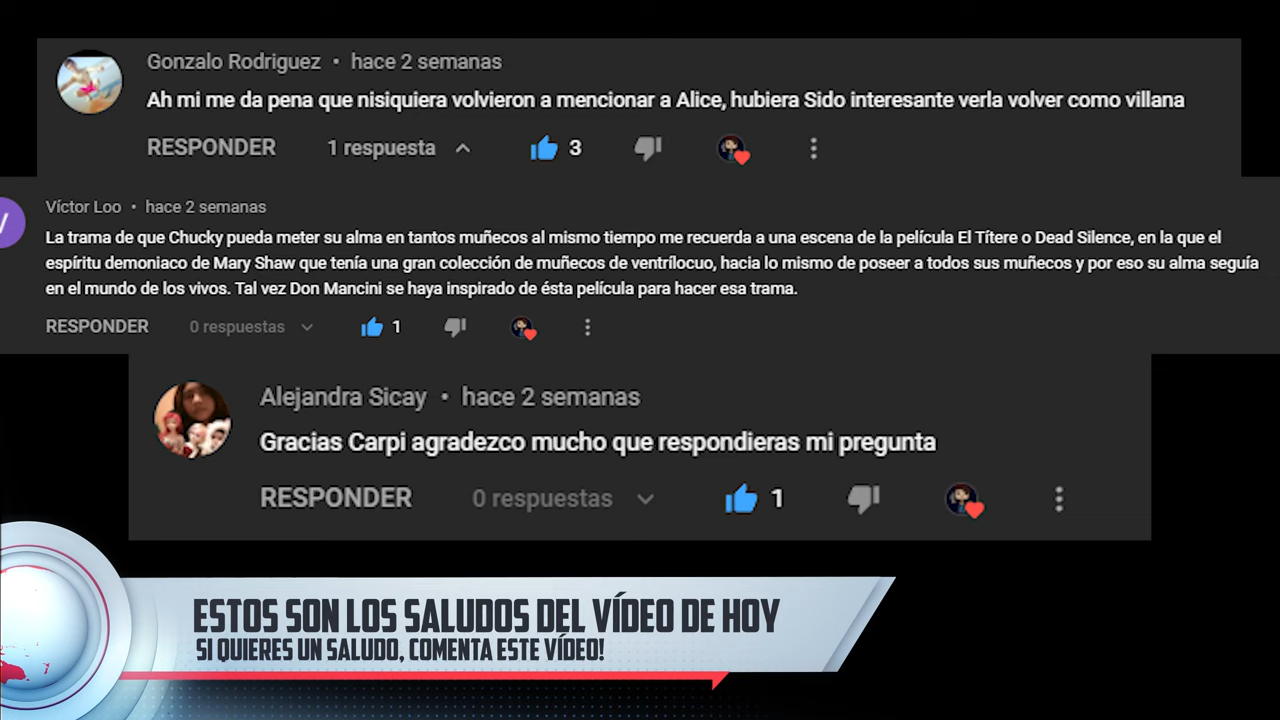 Gonzalo Rodriguez • hace 2 semanas
Ah mi me da pena que nisiquiera volvieron a mencionar a Alice, hubiera Sido interesante verla volver como villana
RESPONDER 1 respuesta 3
V
Víctor Loo • hace 2 semanas
La trama de que Chucky pueda meter su alma en tantos muñecos al mismo tiempo me recuerda a una escena de la película El Títere o Dead Silence, en la que el
espíritu demoniaco de Mary Shaw que tenía una gran colección de muñecos de ventrílocuo, hacia lo mismo de poseer a todos sus muñecos y por eso su alma seguía
en el mundo de los vivos. Tal vez Don Mancini se haya inspirado de ésta película para hacer esa trama.
RESPONDER 0 respuestas 1
Alejandra Sicay • hace 2 semanas
Gracias Carpi agradezco mucho que respondieras mi pregunta
RESPONDER 0 respuestas 1
ESTOS SON LOS SALUDOS DEL VÍDEO DE HOY
SI QUIERES UN SALUDO, COMENTA ESTE VÍDEO!